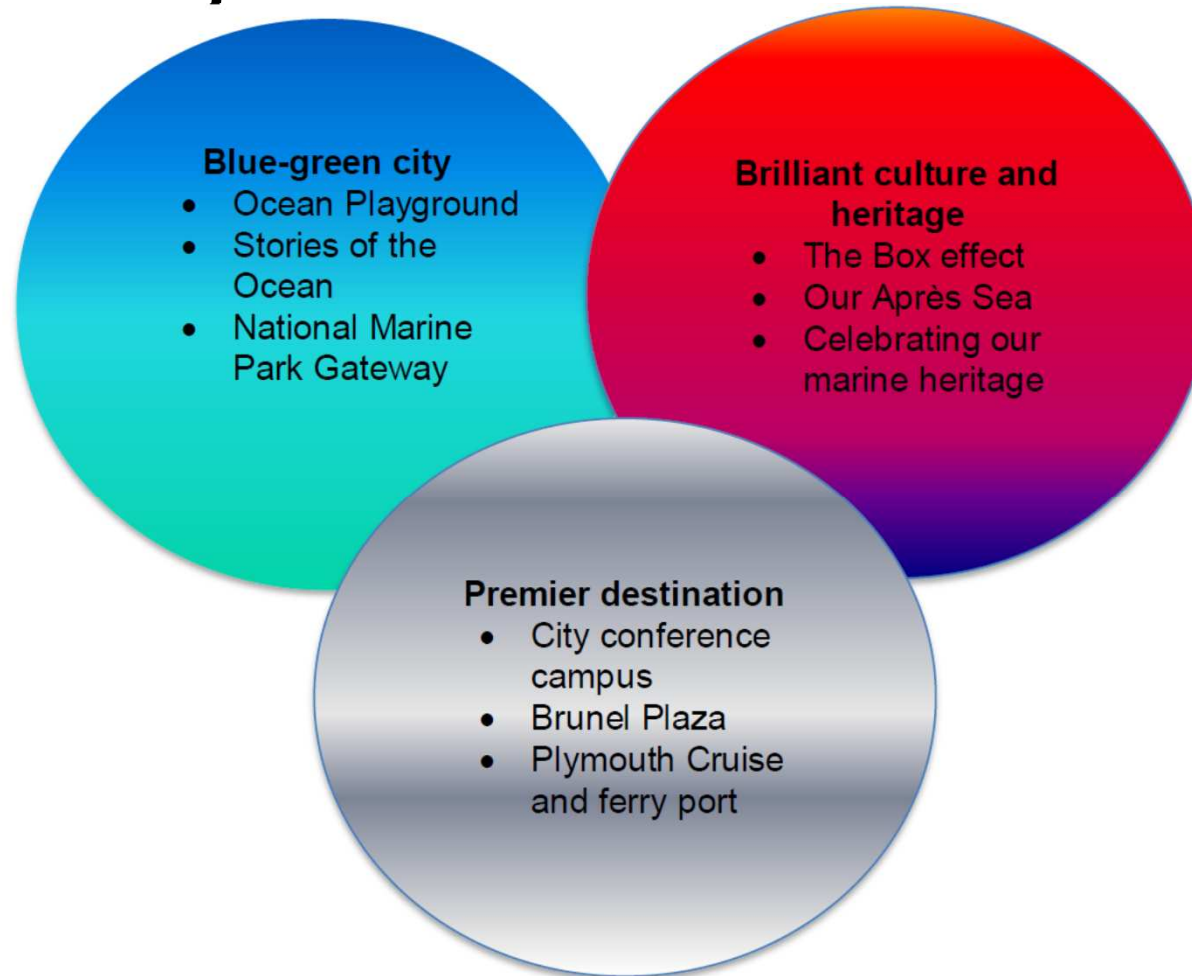 Blue-green city
• Ocean Playground
• Stories of the
Ocean
• National Marine
Park Gateway
Brilliant culture and
heritage
• The Box effect
• Our Après Sea
• Celebrating our
marine heritage
Premier destination
• City conference
campus
• Brunel Plaza
• Plymouth Cruise
and ferry port